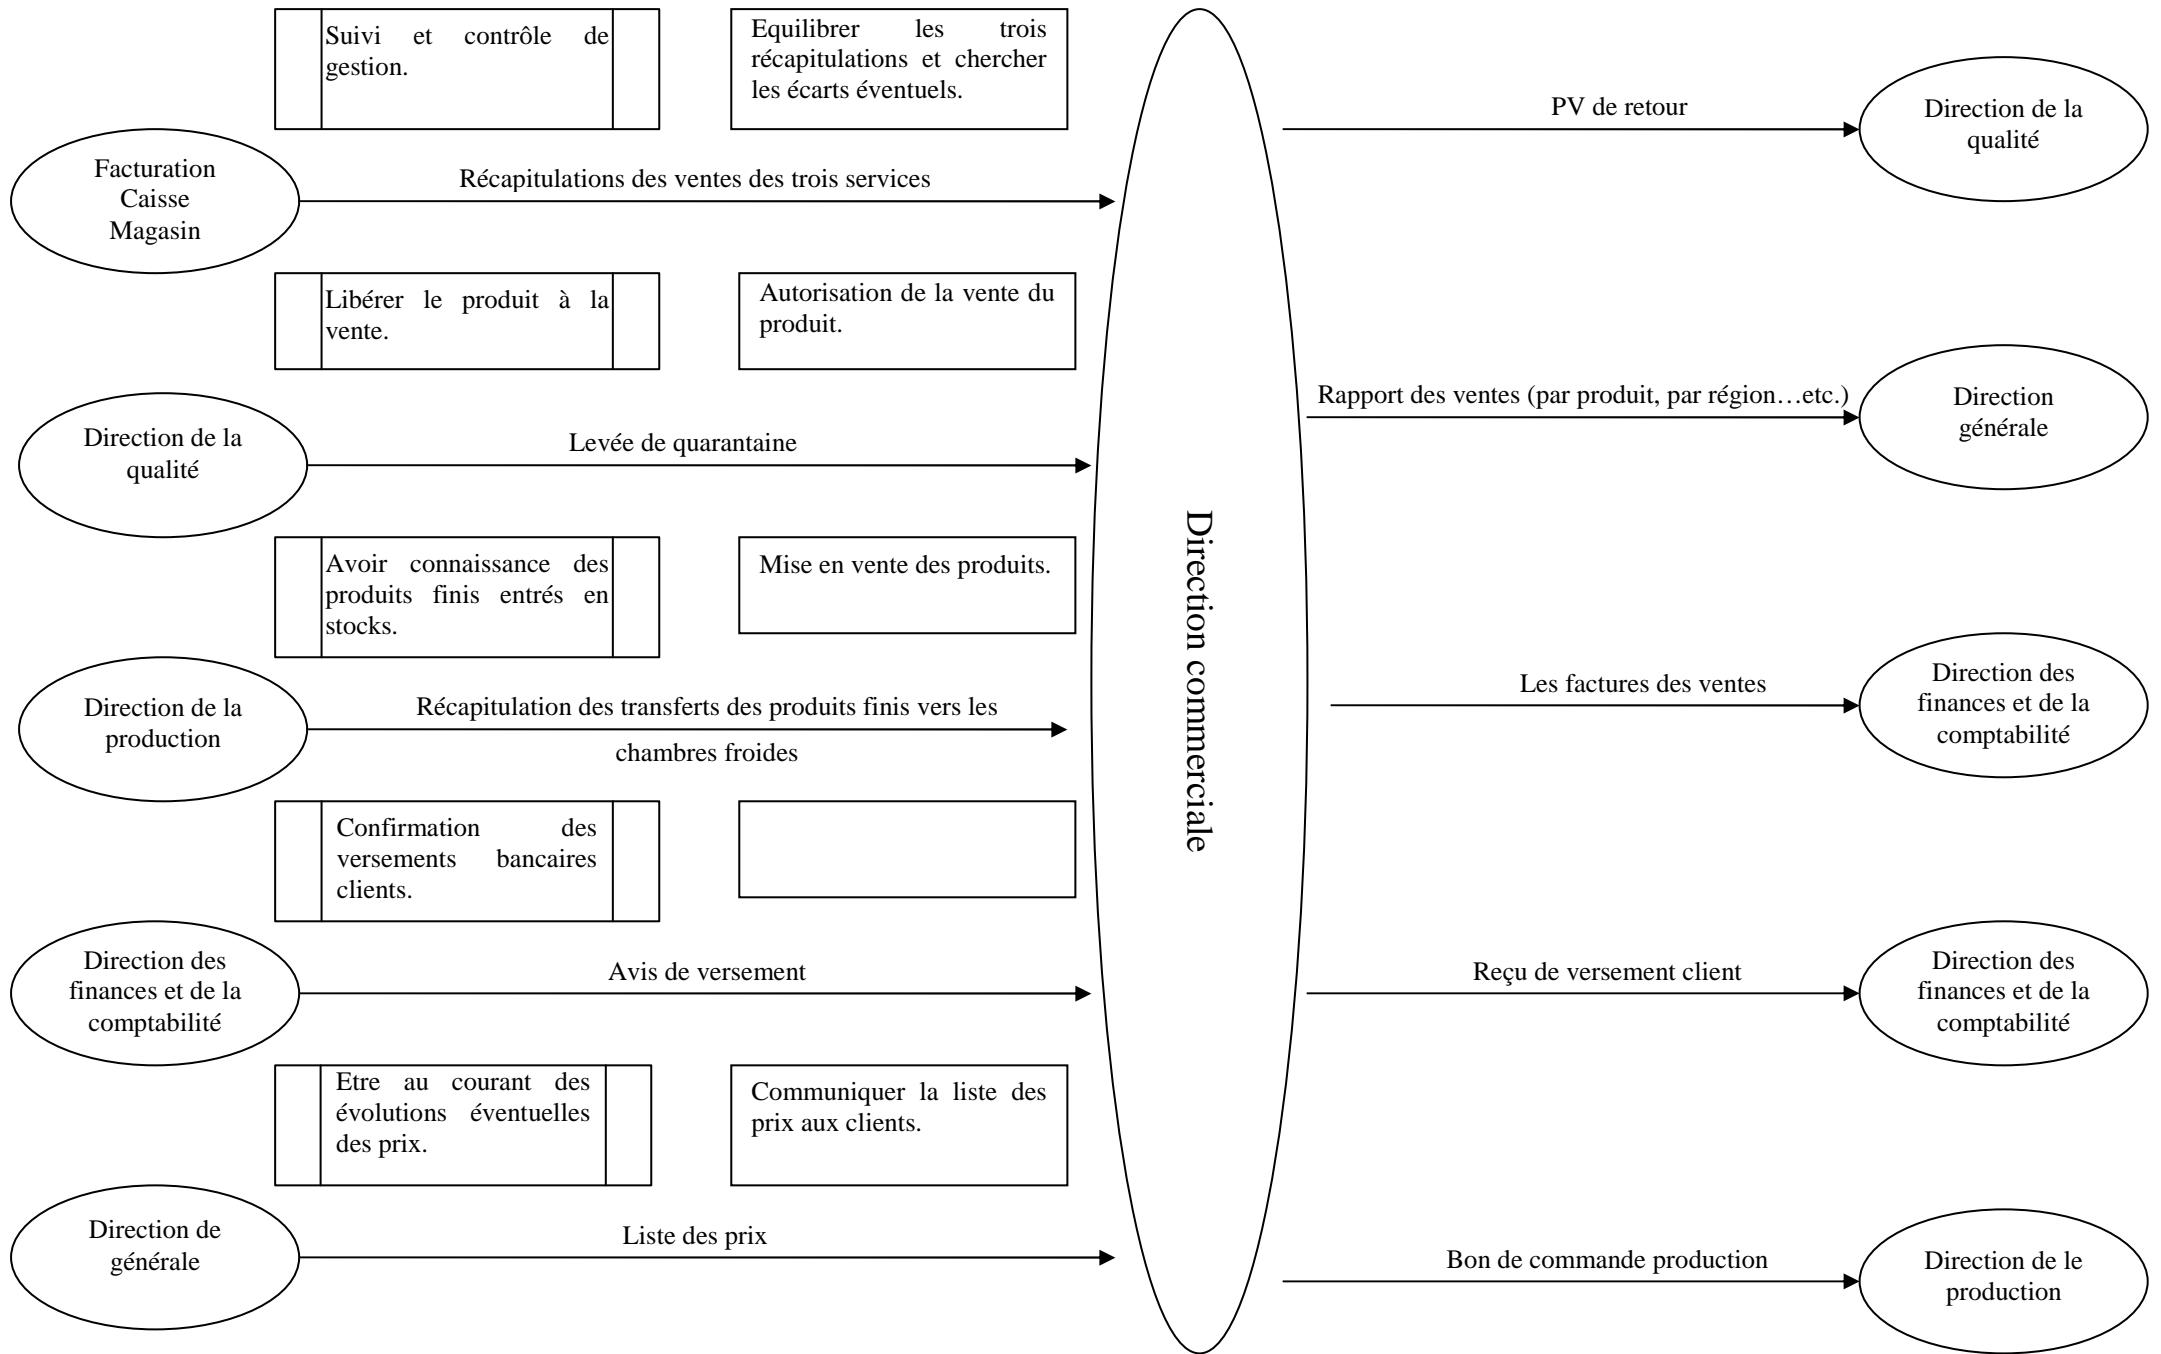 Suivi et contrôle de
gestion.
Equilibrer les trois
récapitulations et chercher
les écarts éventuels.
PV de retour
Direction de la
qualité
Facturation
Caisse
Magasin
Récapitulations des ventes des trois services
Libérer le produit à la
vente.
Autorisation de la vente du
produit.
Rapport des ventes (par produit, par région…etc.)
Direction
générale
Direction de la
qualité
Levée de quarantaine
Avoir connaissance des
produits finis entrés en
stocks.
Mise en vente des produits.
Direction commerciale
Les factures des ventes
Direction des
finances et de la
comptabilité
Direction de la
production
Récapitulation des transferts des produits finis vers les
chambres froides
Confirmation des
versements bancaires
clients.
Direction des
finances et de la
comptabilité
Avis de versement
Reçu de versement client
Direction des
finances et de la
comptabilité
Etre au courant des
évolutions éventuelles
des prix.
Communiquer la liste des
prix aux clients.
Direction de
générale
Liste des prix
Bon de commande production
Direction de le
production